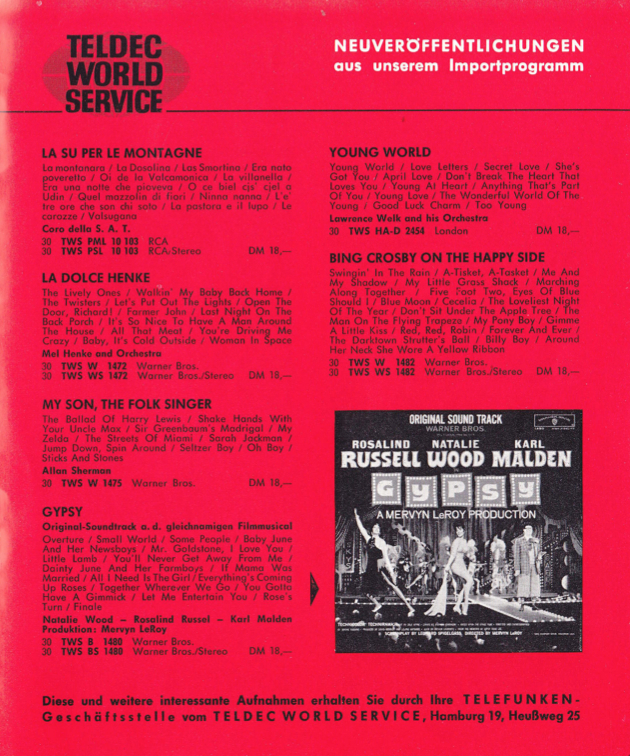 TELDEC
WORLD
SERVICE
NEUVERÖFFENTLICHUNGEN
aus unserem Importprogramm
LA SU PER LE MONTAGNE
La montanara / La Dosolina / Las Smortina / Era nato
poveretto / Oi de la Valcamonica / La villanella /
Era una notte che pioveva / O ce biel cjs' cjel a
Udin / Quel mazzolin di fiori / Ninna nanna / L'e'
tre ore che son chi solo / La pastora e il lupo / Le
carozze / Valsugana
Coro della S. A. T.
30 TWS PML 10 183 RCA
30 TWS PSL 10 103 RCA-Stereo DM 18,—
LA DOLCE HENKE
The Lively Ones / Walkin' My Baby Back Home /
The Twisters / Let's Put Out The Lights / Open The
Door, Richard! / Farmer John / Last Night On The
Back Porch / It's So Nice To Have A Man Around
The House / All That Meat / You're Driving Me
Crazy / Baby, It's Cold Outside / Woman In Space
Mel Henke and Orchestra
30 TWS W 1472 Warner Bros.
30 TWS WS 1472 Warner Bros./Stereo DM 18,—
MY SON, THE FOLK SINGER
The Ballad Of Harry Lewis / Shake Hands With
Your Uncle Max / Sir Greenbaum's Madrigal / My
Zelda / The Streets Of Miami / Sarah Jackman /
Jump Down, Spin Around / Seltzer Boy / Oh Boy /
Sticks And Stones
Allan Sherman
30 TWS W 1475 Warner Bros. DM 18,—
GYPSY
Original-Soundtrack a. d. gleichnamigen Filmmusical
Overture / Small World / Some People / Baby June
And Her Newsboys / Mr. Goldstone, I Love You /
Little Lamb / You'll Never Get Away From Me /
Dainty June And Her Farmboys / If Mama Was
Married / All I Need Is The Girl / Everything's Coming
Up Roses / Together Wherever We Go / You Gotta
Have A Gimmick / Let Me Entertain You / Rose's
Turn / Finale
Natalie Wood – Rosalind Russel – Karl Malden
Produktion: Mervyn LeRoy
30 TWS B 1480 Warner Bros.
30 TWS BS 1480 Warner Bros./Stereo DM 18,—
YOUNG WORLD
Young World / Love Letters / Secret Love / She's
Got You / April Love / Don't Break The Heart That
Loves You / Young At Heart / Anything That's Part
Of You / Young Love / The Wonderful World Of The
Young / Good Luck Charm / Too Young
Lawrence Welk and his Orchestra
30 TWS HA-D 2454 London DM 18,—
BING CROSBY ON THE HAPPY SIDE
Swingin' In The Rain / A-Tisket, A-Tasket / Me And
My Shadow / My Little Grass Shack / Marching
Along Together / Five Foot Two, Eyes Of Blue
Should I / Blue Moon / Cecelia / The Loveliest Night
Of The Year / Don't Sit Under The Apple Tree / The
Man On The Flying Trapeze / My Pony Boy / Gimme
A Little Kiss / Red, Red, Robin / Forever And Ever /
The Darktown Strutter's Ball / Billy Boy / Around
Her Neck She Wore A Yellow Ribbon
30 TWS W 1482 Warner Bros.
30 TWS WS 1482 Warner Bros./Stereo DM 18,—
ORIGINAL SOUND TRACK
WARNER BROS.
ROSALIND NATALIE KARL
RUSSELL WOOD MALDEN
GYPSY
A MERVYN LeROY PRODUCTION
TECHNIRAMA® TECHNICOLOR®
SCREENPLAY BY LEONARD SPIGELGASS, DIRECTED BY MERVYN LeROY
Diese und weitere interessante Aufnahmen erhalten Sie durch Ihre TELEFUNKEN-
Geschäftsstelle vom TELDEC WORLD SERVICE, Hamburg 19, Heußweg 25